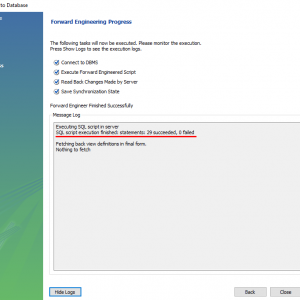 to Database
Forward Engineering Progress
The following tasks will now be executed. Please monitor the execution.
Press Show Logs to see the execution logs.
Connect to DBMS
Execute Forward Engineered Script
Read Back Changes Made by Server
Save Synchronization State
Forward Engineer Finished Successfully
Message Log
Executing SQL script in server
SQL script execution finished: statements: 29 succeeded, 0 failed
Fetching back view definitions in final form.
Nothing to fetch
Hide Logs
Back
Close